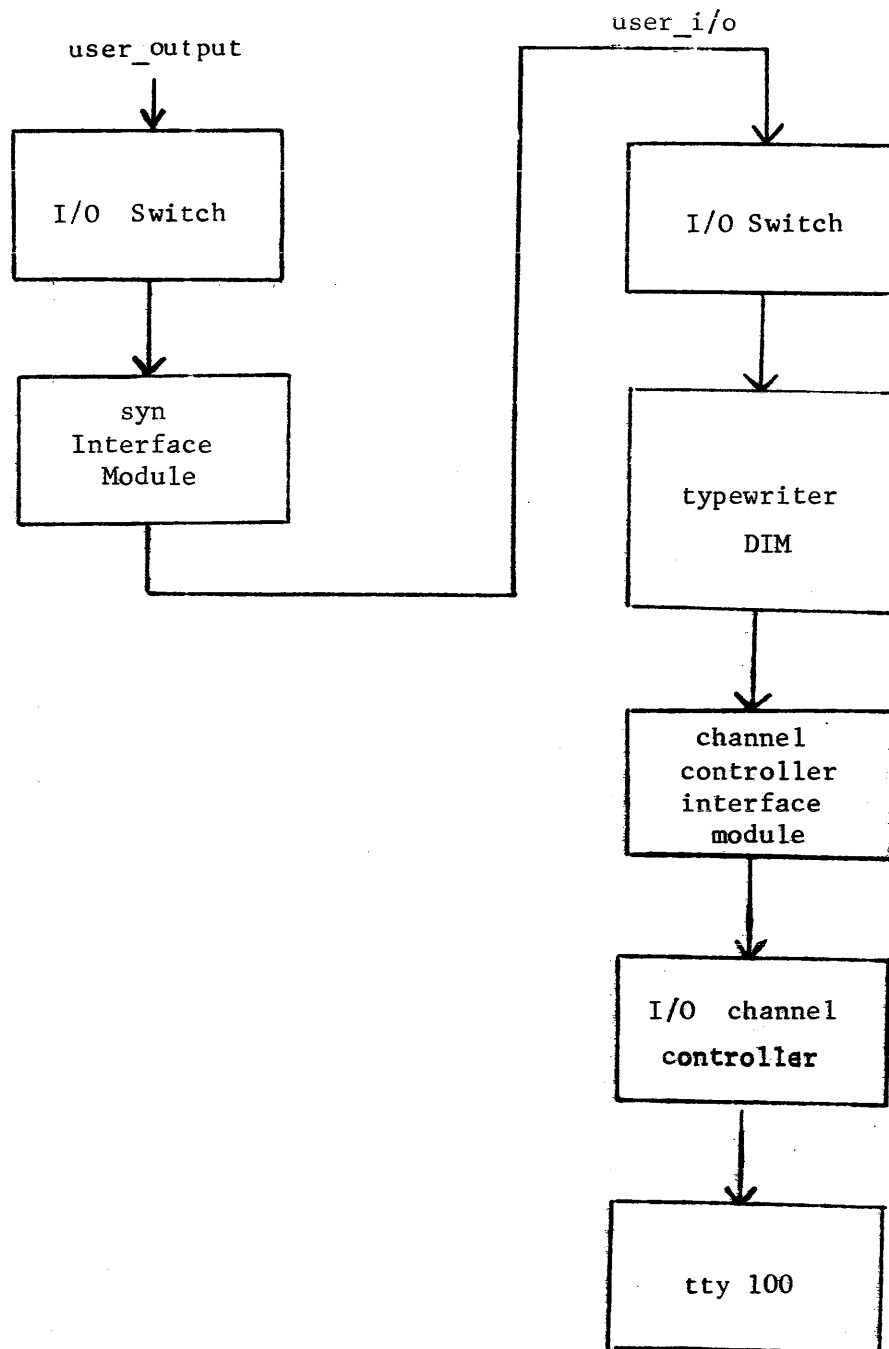 user_output
I/O Switch
syn
Interface
Module
user_i/o
I/O Switch
typewriter
DIM
channel
controller
interface
module
I/O channel
controller
tty 100